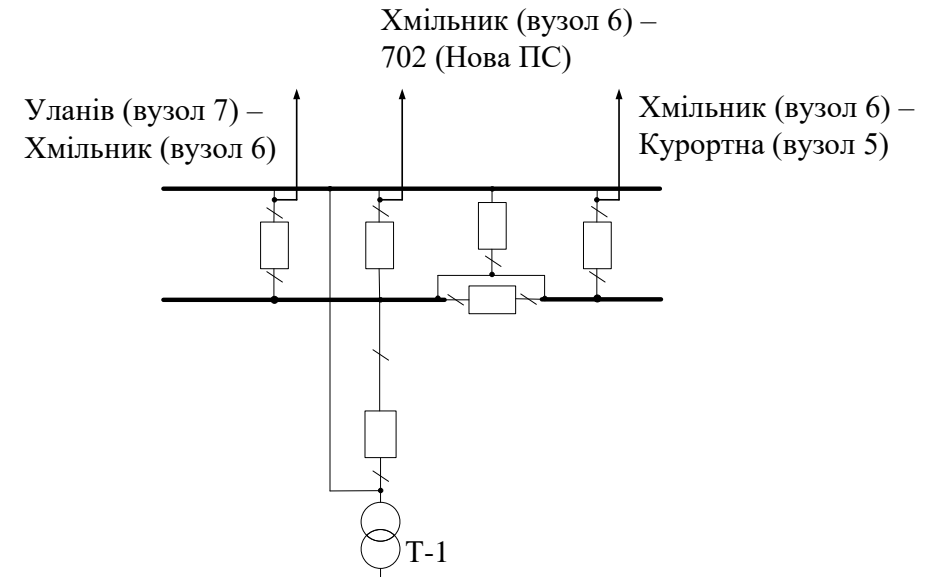 Хмільник (вузол 6) –
702 (Нова ПС)
Уланів (вузол 7) –
Хмільник (вузол 6)
Хмільник (вузол 6) –
Курортна (вузол 5)
Т-1